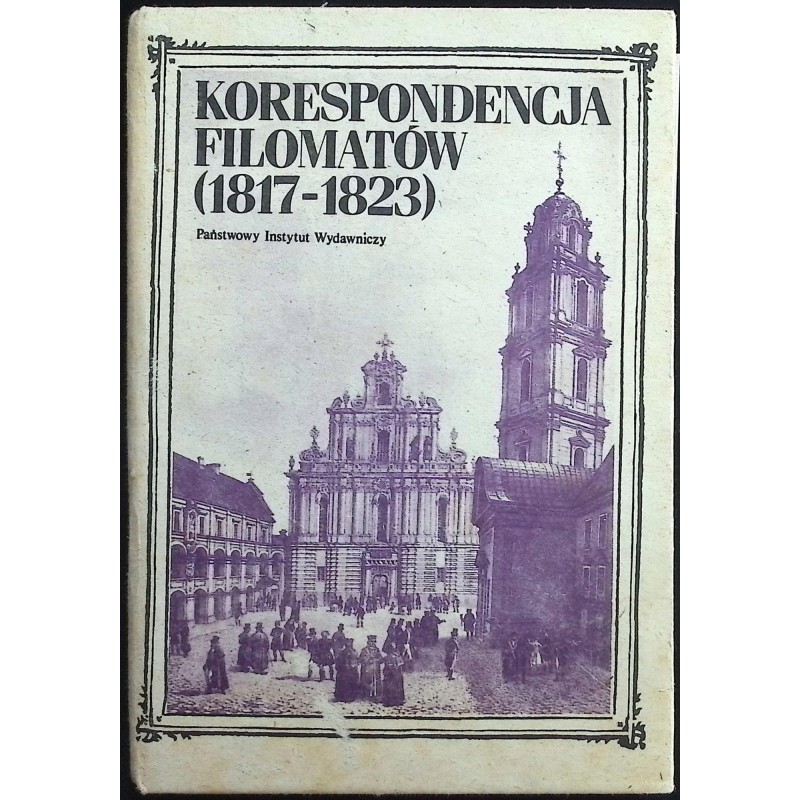 KORESPONDENCJA
FILOMATÓW
(1817-1823)
Państwowy Instytut Wydawniczy